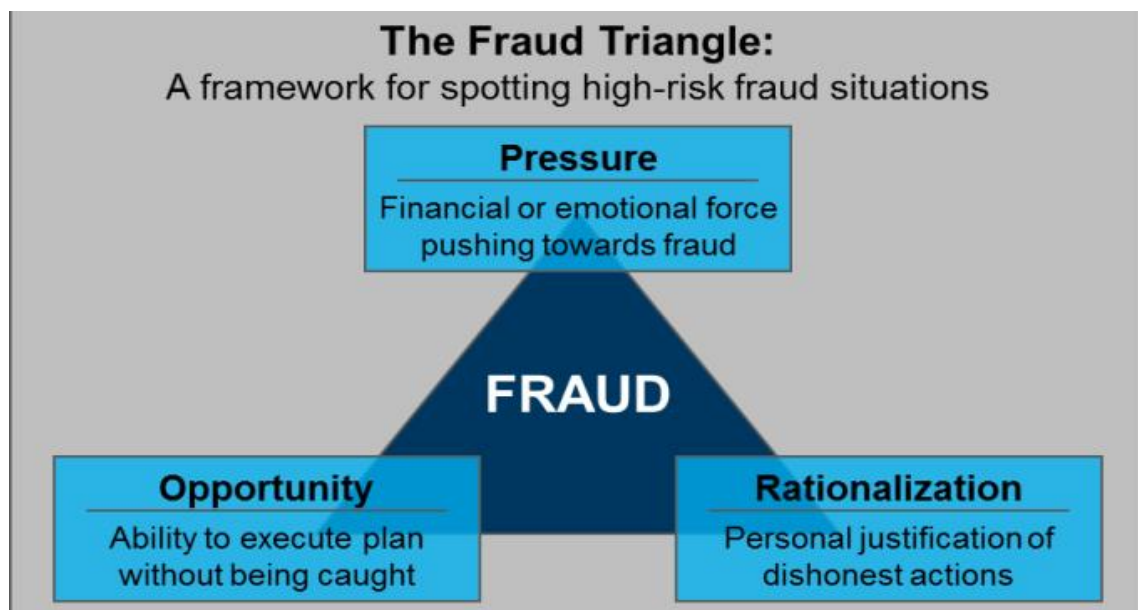 The Fraud Triangle:
A framework for spotting high-risk fraud situations
Pressure
Financial or emotional force
pushing towards fraud
FRAUD
Opportunity
Ability to execute plan
without being caught
Rationalization
Personal justification of
dishonest actions